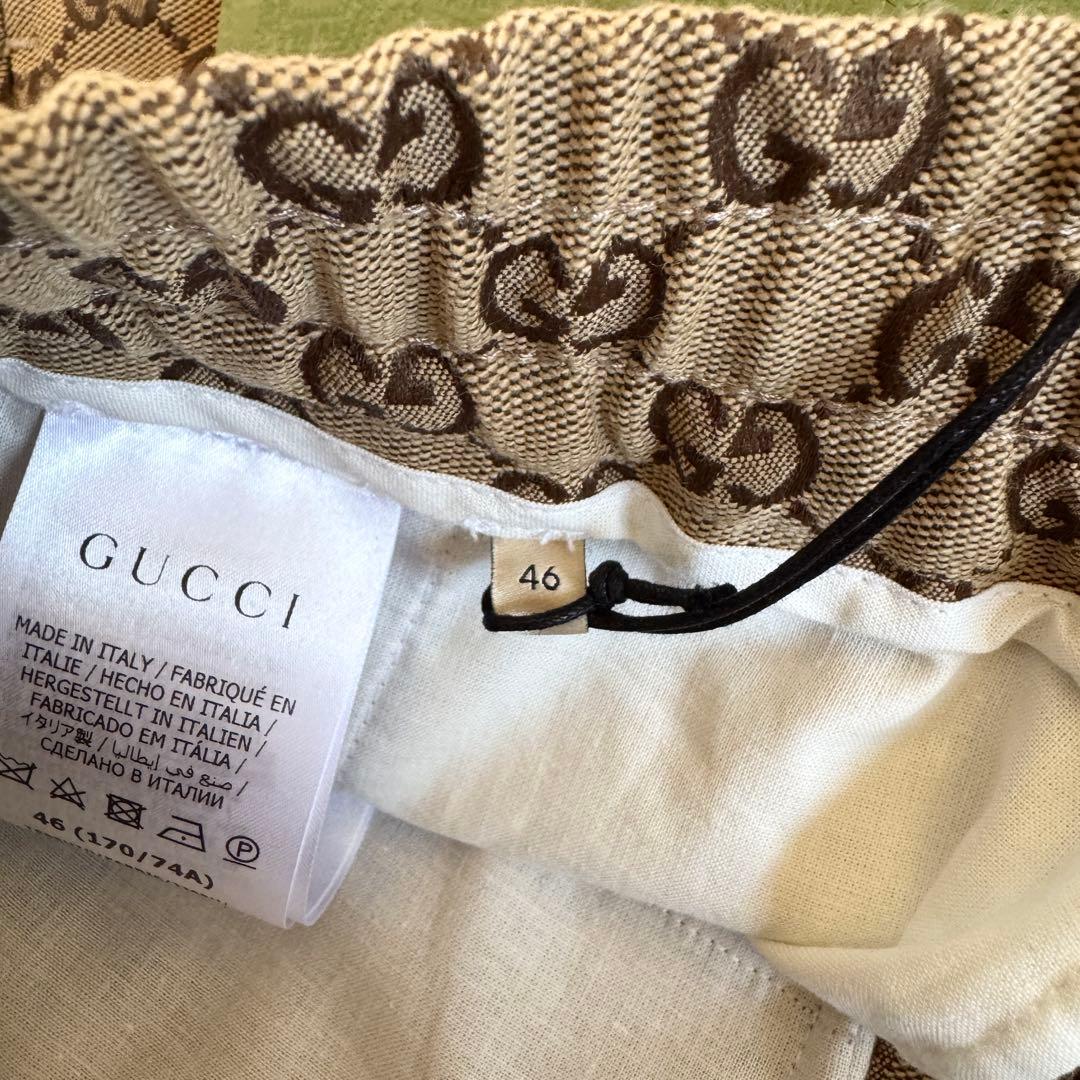 GUCCI
MADE IN ITALY / FABRIQUÉ EN
ITALIE / HECHO EN ITALIA /
HERGESTELLT IN ITALIEN /
FABRICADO EM ITÁLIA /
イタリア製 / صنع في إيطاليا /
СДЕЛАНО В ИТАЛИИ
P
46 (170/74A)
46